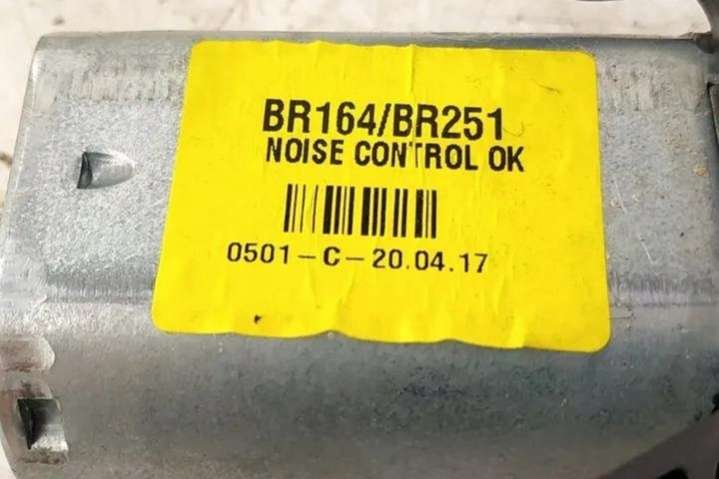 BR164/BR251
NOISE CONTROL OK
0501-C-20.04.17